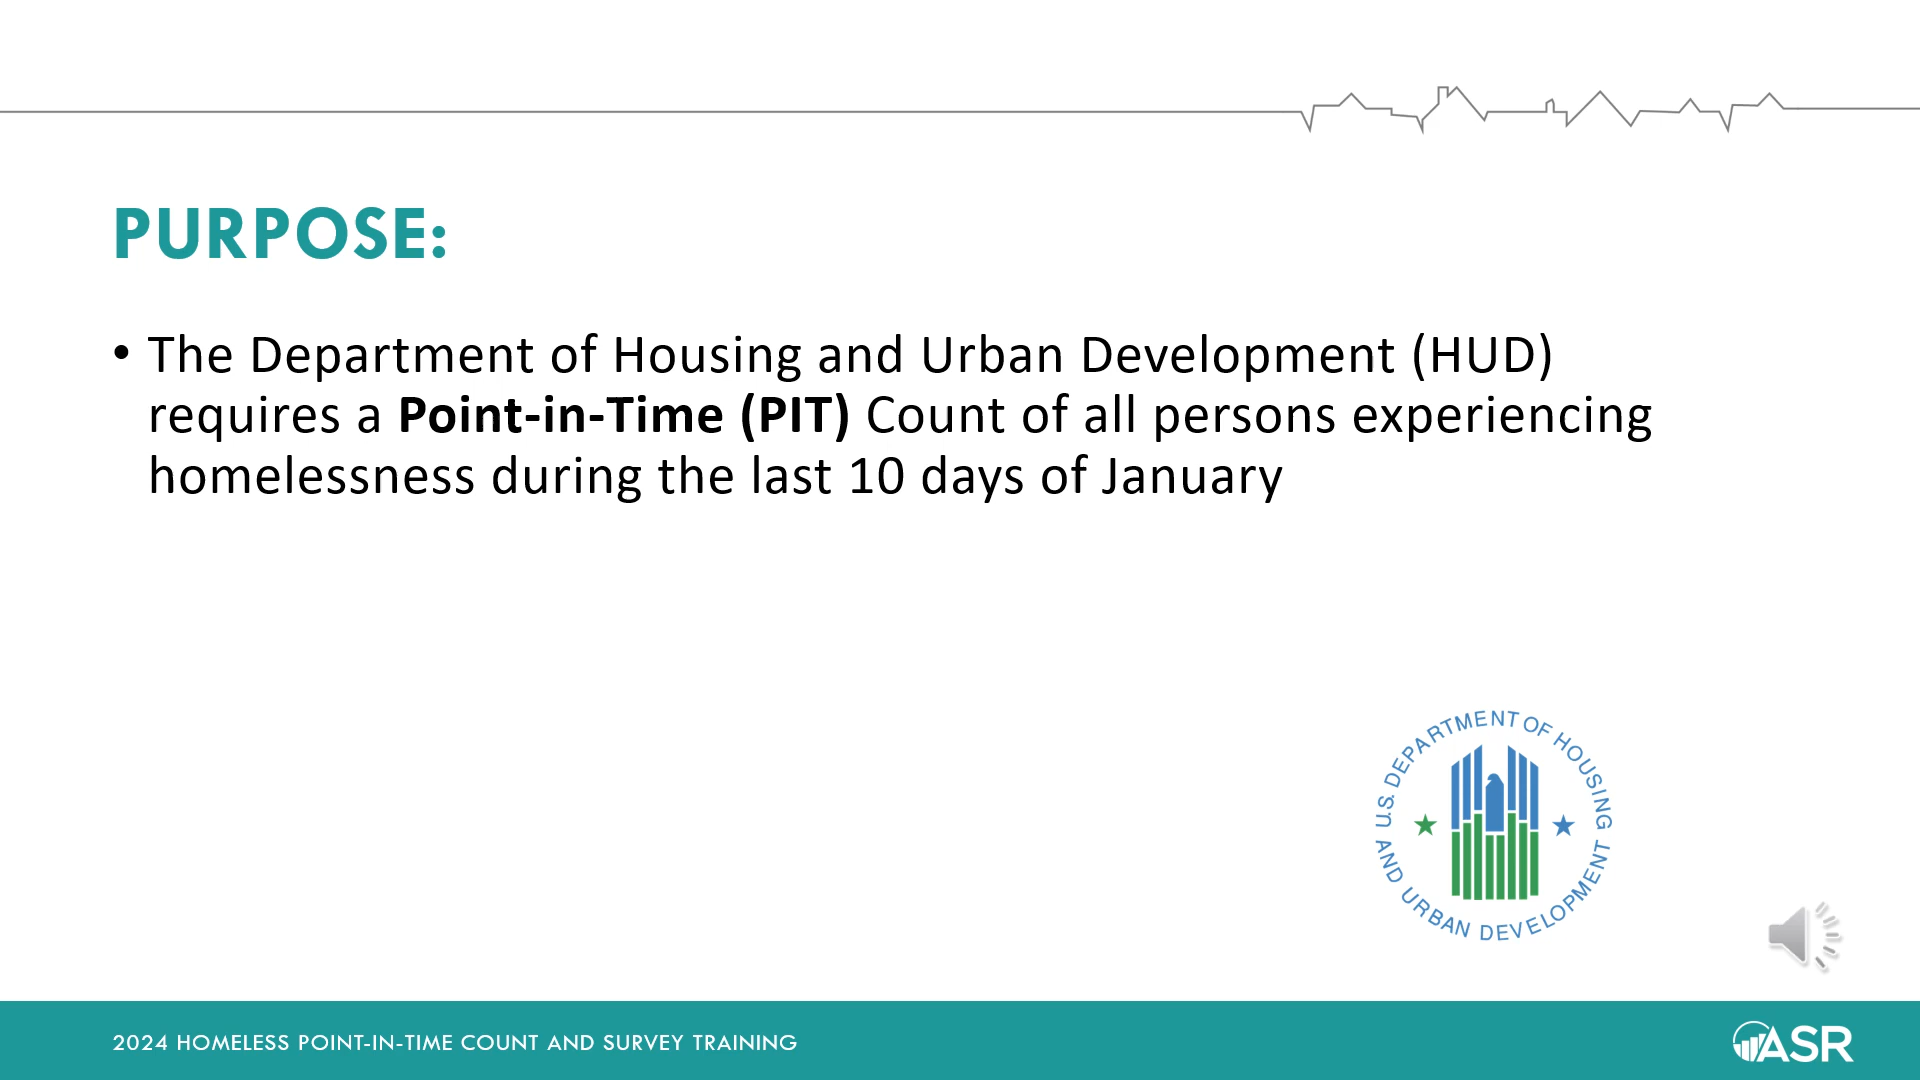 PURPOSE:
• The Department of Housing and Urban Development (HUD)
requires a Point-in-Time (PIT) Count of all persons experiencing
homelessness during the last 10 days of January
U.S. DEPARTMENT OF HOUSING
AND URBAN DEVELOPMENT
2024 HOMELESS POINT-IN-TIME COUNT AND SURVEY TRAINING
ASR